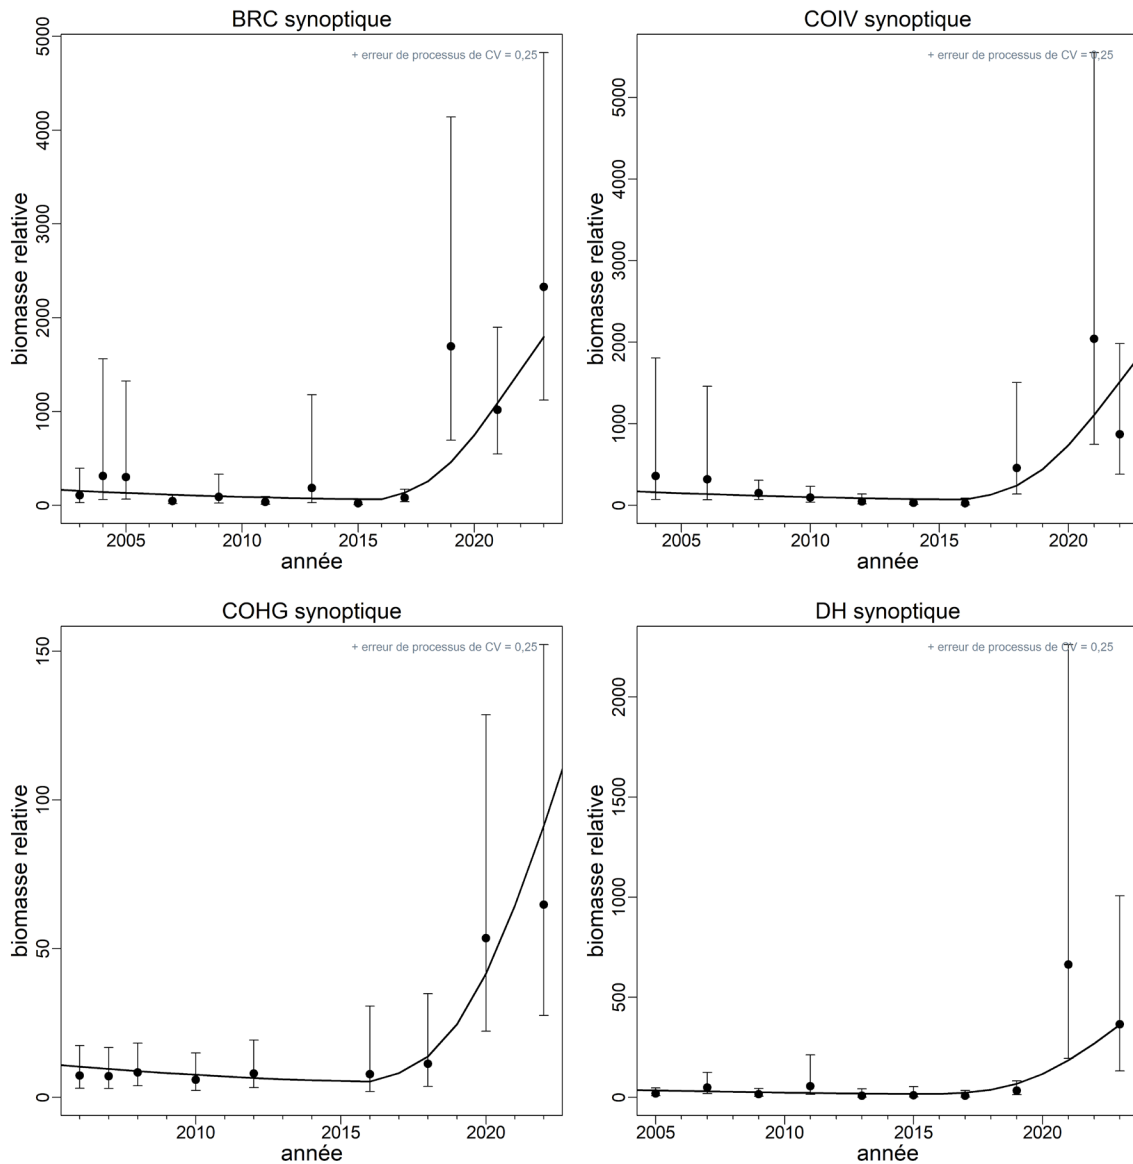 BRC synoptique
+ erreur de processus de CV = 0,25
biomasse relative
0
1000
2000
3000
4000
5000
2005
2010
2015
2020
année
COIV synoptique
+ erreur de processus de CV = 0,25
biomasse relative
0
1000
2000
3000
4000
5000
2005
2010
2015
2020
année
COHG synoptique
+ erreur de processus de CV = 0,25
biomasse relative
0
50
100
150
2010
2015
2020
année
DH synoptique
+ erreur de processus de CV = 0,25
biomasse relative
0
500
1000
1500
2000
2005
2010
2015
2020
année